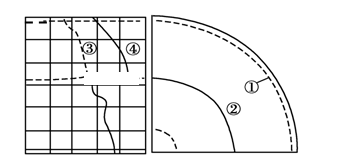 ③ ④
①
②